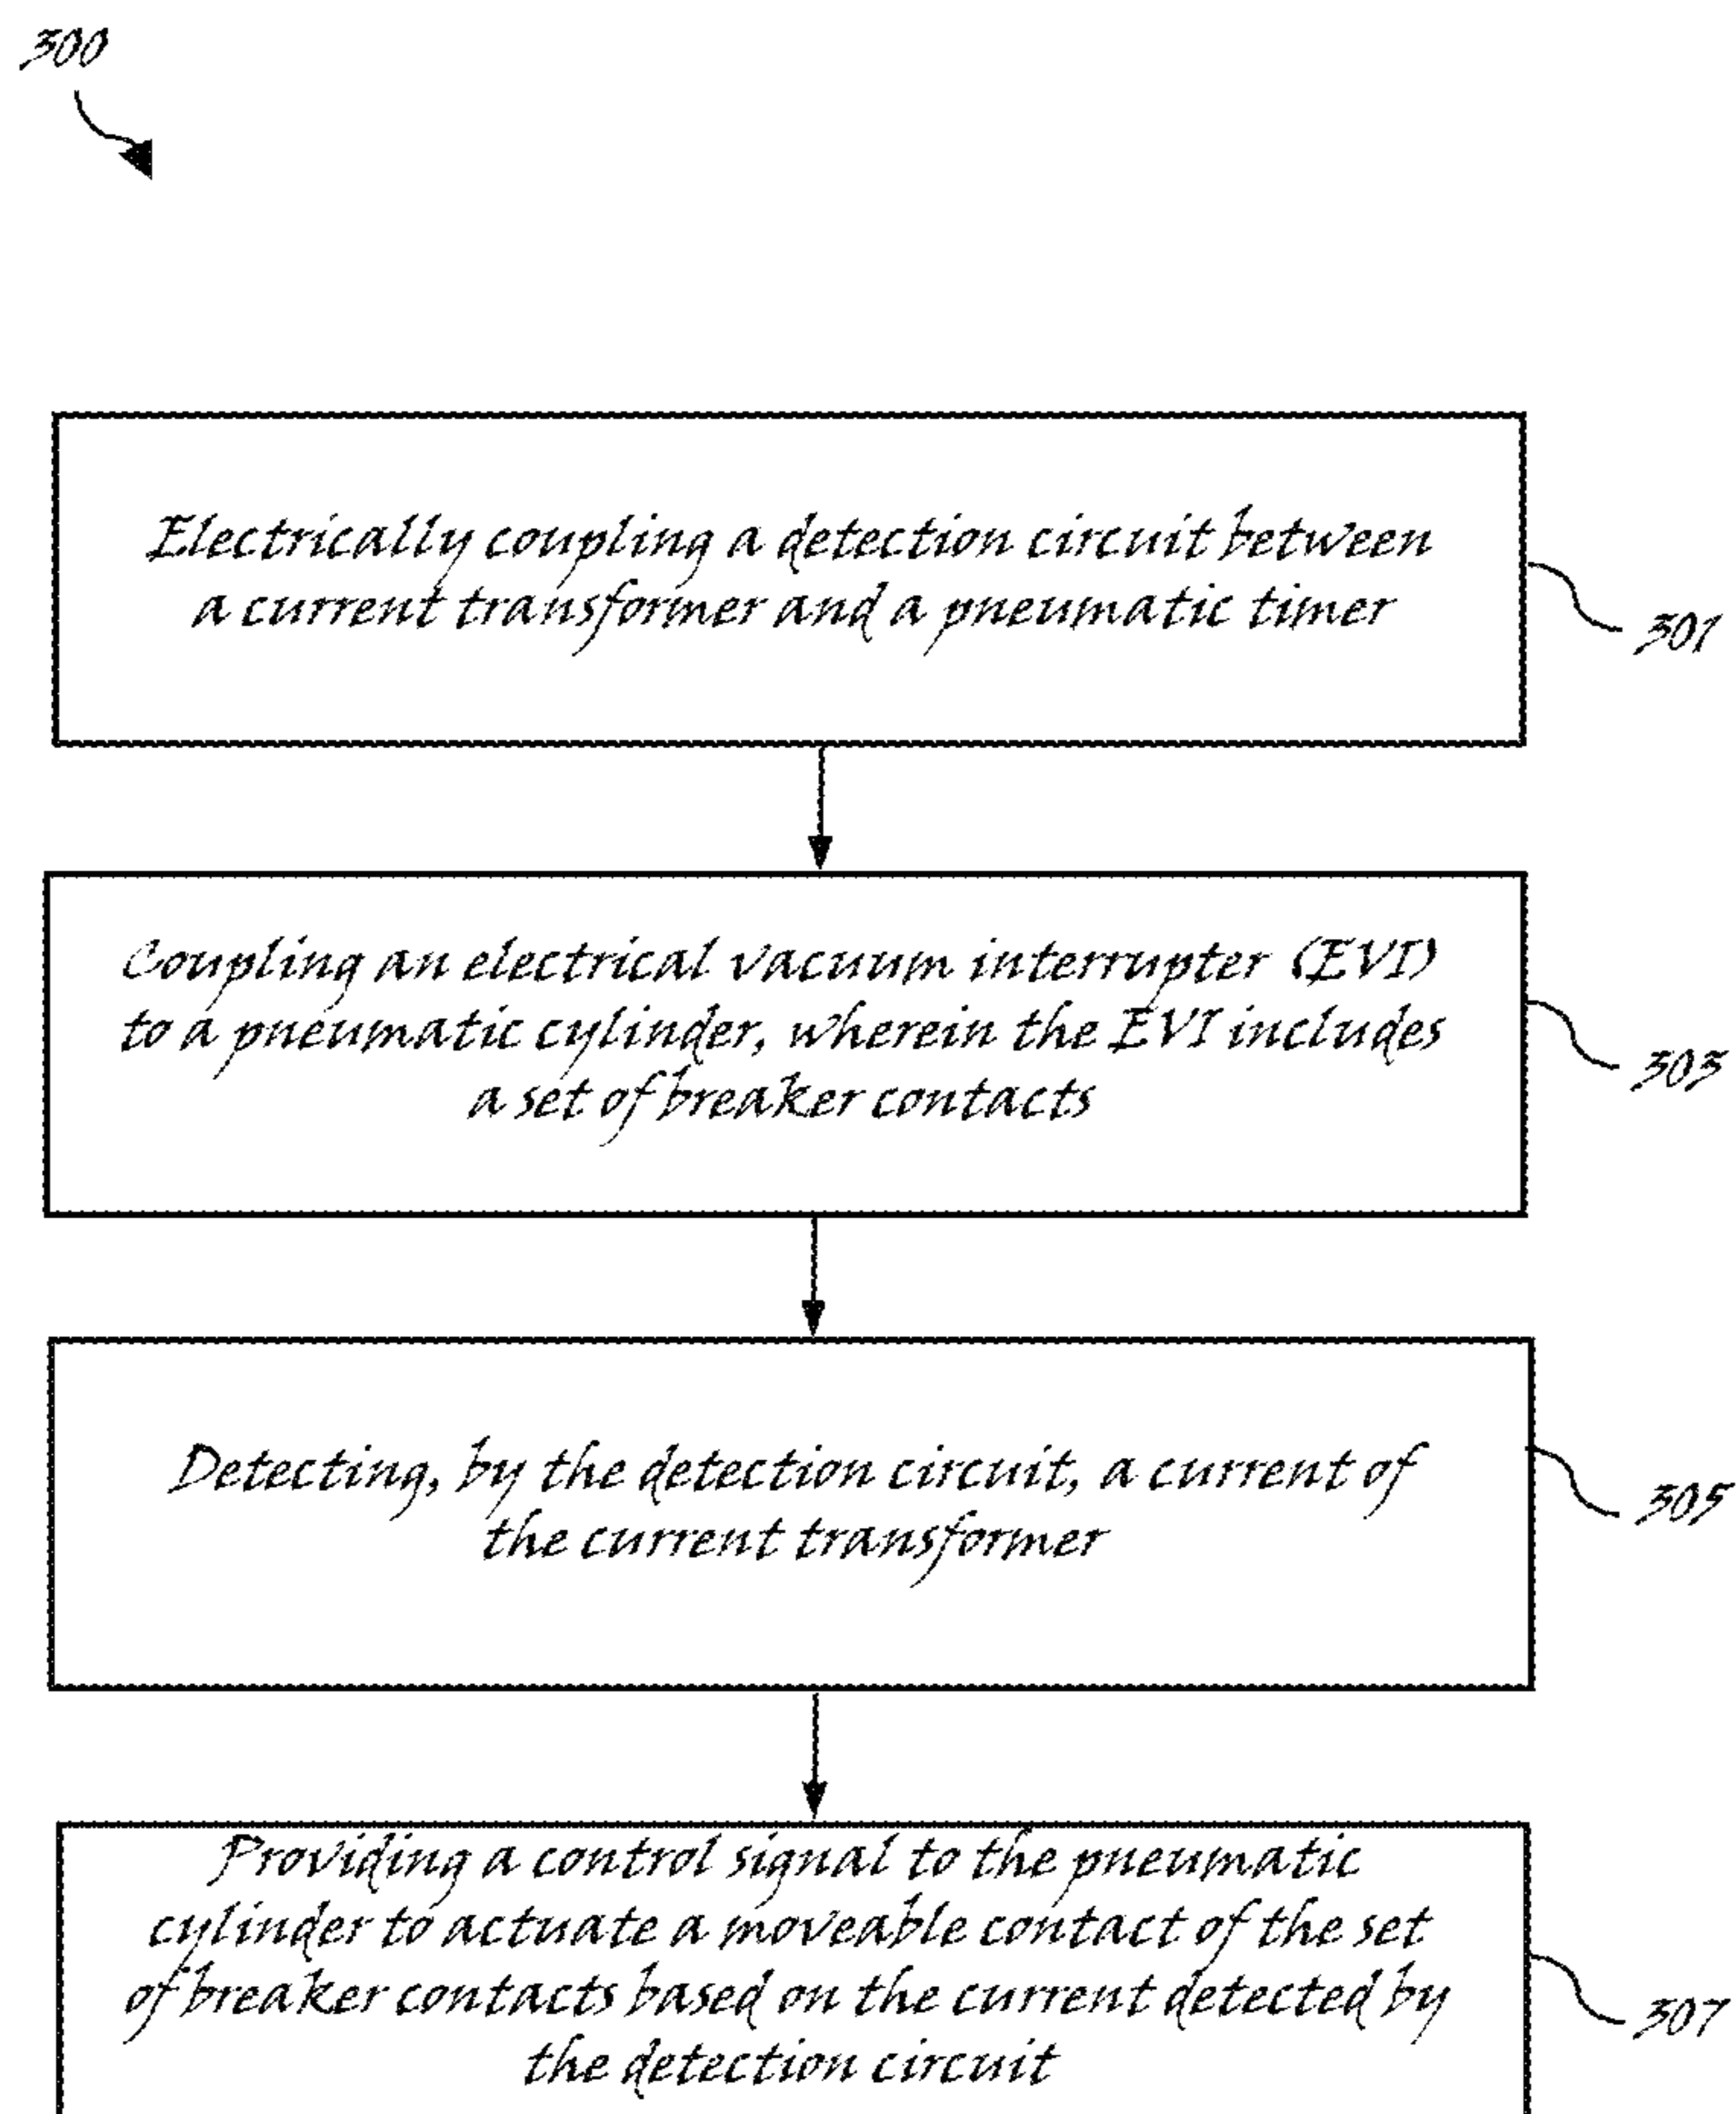 300
Electrically coupling a detection circuit between
a current transformer and a pneumatic timer
301
Coupling an electrical vacuum interrupter (EVI)
to a pneumatic cylinder, wherein the EVI includes
a set of breaker contacts
303
Detecting, by the detection circuit, a current of
the current transformer
305
Providing a control signal to the pneumatic
cylinder to actuate a moveable contact of the set
of breaker contacts based on the current detected by
the detection circuit
307